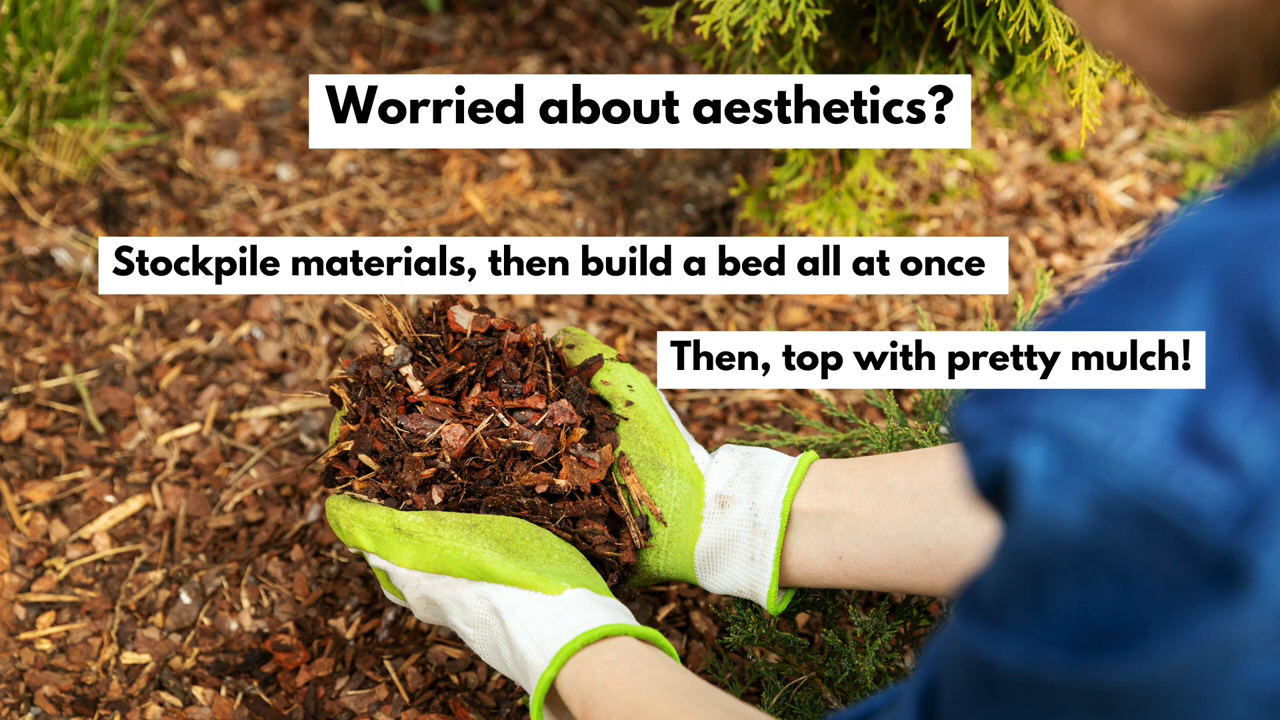 Worried about aesthetics?
Stockpile materials, then build a bed all at once
Then, top with pretty mulch!